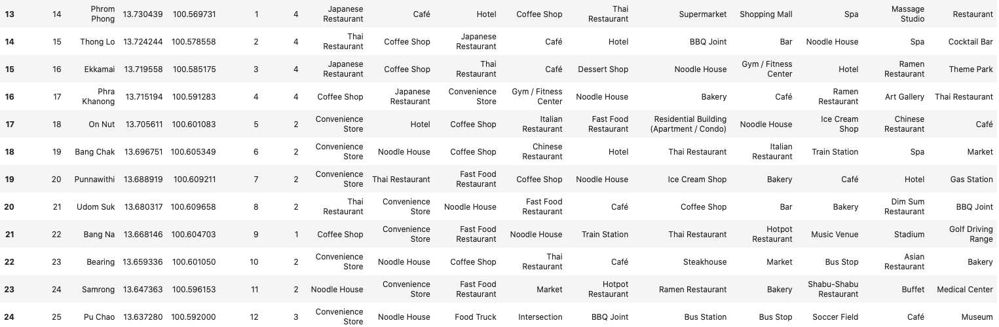 13 14 Phrom Phong 13.730439 100.569731 1 4 Japanese Restaurant Café Hotel Coffee Shop Thai Restaurant Supermarket Shopping Mall Spa Massage Studio Restaurant
14 15 Thong Lo 13.724244 100.578558 2 4 Thai Restaurant Coffee Shop Japanese Restaurant Café Hotel BBQ Joint Bar Noodle House Spa Cocktail Bar
15 16 Ekkamai 13.719558 100.585175 3 4 Japanese Restaurant Coffee Shop Thai Restaurant Café Dessert Shop Noodle House Gym / Fitness Center Hotel Ramen Restaurant Theme Park
16 17 Phra Khanong 13.715194 100.591283 4 4 Coffee Shop Japanese Restaurant Convenience Store Gym / Fitness Center Noodle House Bakery Café Ramen Restaurant Art Gallery Thai Restaurant
17 18 On Nut 13.705611 100.601083 5 2 Convenience Store Hotel Coffee Shop Italian Restaurant Fast Food Restaurant Residential Building (Apartment / Condo) Noodle House Ice Cream Shop Chinese Restaurant Café
18 19 Bang Chak 13.696751 100.605349 6 2 Convenience Store Noodle House Coffee Shop Chinese Restaurant Hotel Thai Restaurant Italian Restaurant Train Station Spa Market
19 20 Punnawithi 13.688919 100.609211 7 2 Convenience Store Thai Restaurant Fast Food Restaurant Coffee Shop Noodle House Ice Cream Shop Bakery Café Hotel Gas Station
20 21 Udom Suk 13.680317 100.609658 8 2 Thai Restaurant Convenience Store Noodle House Fast Food Restaurant Café Coffee Shop Bar Bakery Dim Sum Restaurant BBQ Joint
21 22 Bang Na 13.668146 100.604703 9 1 Coffee Shop Convenience Store Fast Food Restaurant Noodle House Train Station Thai Restaurant Hotpot Restaurant Music Venue Stadium Golf Driving Range
22 23 Bearing 13.659336 100.601050 10 2 Convenience Store Noodle House Coffee Shop Thai Restaurant Café Steakhouse Market Bus Stop Asian Restaurant Bakery
23 24 Samrong 13.647363 100.596153 11 2 Noodle House Convenience Store Fast Food Restaurant Market Hotpot Restaurant Ramen Restaurant Bakery Shabu-Shabu Restaurant Buffet Medical Center
24 25 Pu Chao 13.637280 100.592000 12 3 Convenience Store Noodle House Food Truck Intersection BBQ Joint Bus Station Bus Stop Soccer Field Café Museum